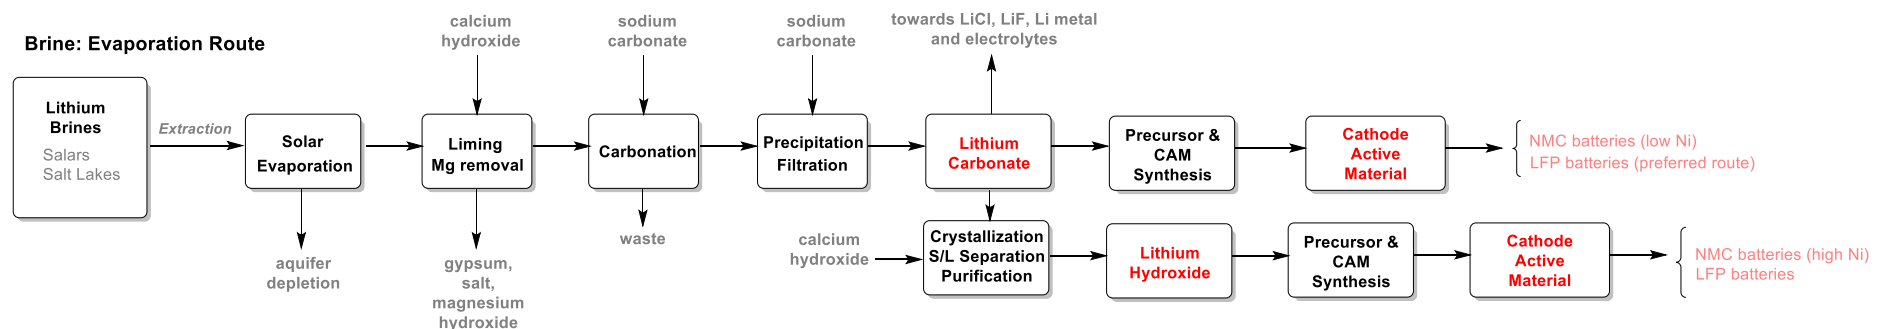 Brine: Evaporation Route
Lithium
Brines
Salars
Salt Lakes
Extraction
Solar
Evaporation
aquifer
depletion
calcium
hydroxide
Liming
Mg removal
gypsum,
salt,
magnesium
hydroxide
sodium
carbonate
Carbonation
waste
sodium
carbonate
Precipitation
Filtration
towards LiCl, LiF, Li metal
and electrolytes
Lithium
Carbonate
Precursor &
CAM
Synthesis
Cathode
Active
Material
NMC batteries (low Ni)
LFP batteries (preferred route)
calcium
hydroxide
Crystallization
S/L Separation
Purification
Lithium
Hydroxide
Precursor &
CAM
Synthesis
Cathode
Active
Material
NMC batteries (high Ni)
LFP batteries